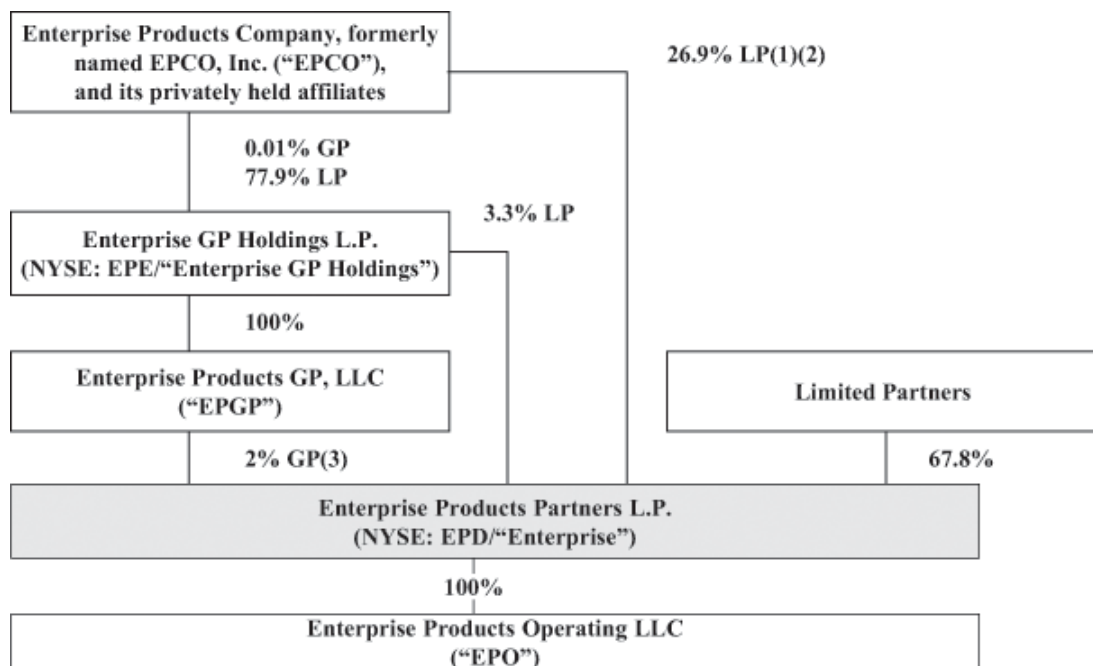 Enterprise Products Company, formerly
named EPCO, Inc. (“EPCO”),
and its privately held affiliates
26.9% LP(1)(2)
0.01% GP
77.9% LP
3.3% LP
Enterprise GP Holdings L.P.
(NYSE: EPE/“Enterprise GP Holdings”)
100%
Enterprise Products GP, LLC
(“EPGP”)
Limited Partners
2% GP(3)
67.8%
Enterprise Products Partners L.P.
(NYSE: EPD/“Enterprise”)
100%
Enterprise Products Operating LLC
(“EPO”)